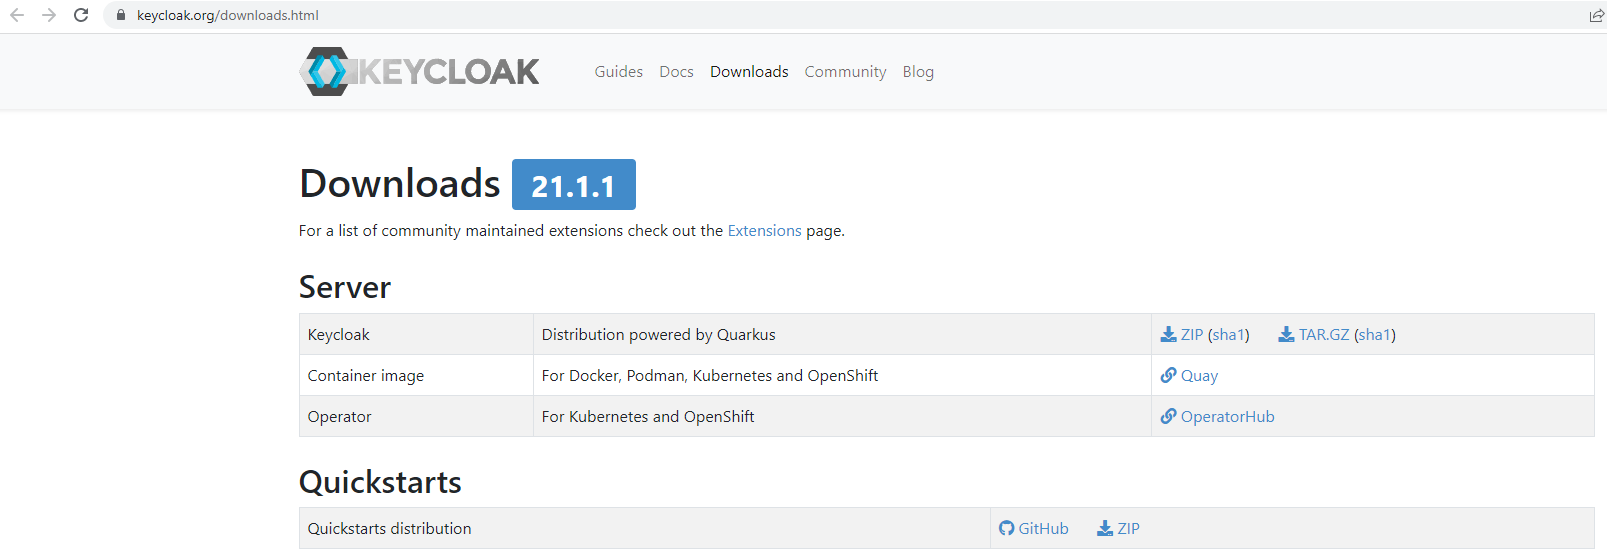 keycloak.org/downloads.html
KEYCLOAK Guides Docs Downloads Community Blog
Downloads 21.1.1
For a list of community maintained extensions check out the Extensions page.
Server
Keycloak Distribution powered by Quarkus ZIP (sha1) TAR.GZ (sha1)
Container image For Docker, Podman, Kubernetes and OpenShift Quay
Operator For Kubernetes and OpenShift OperatorHub
Quickstarts
Quickstarts distribution GitHub ZIP